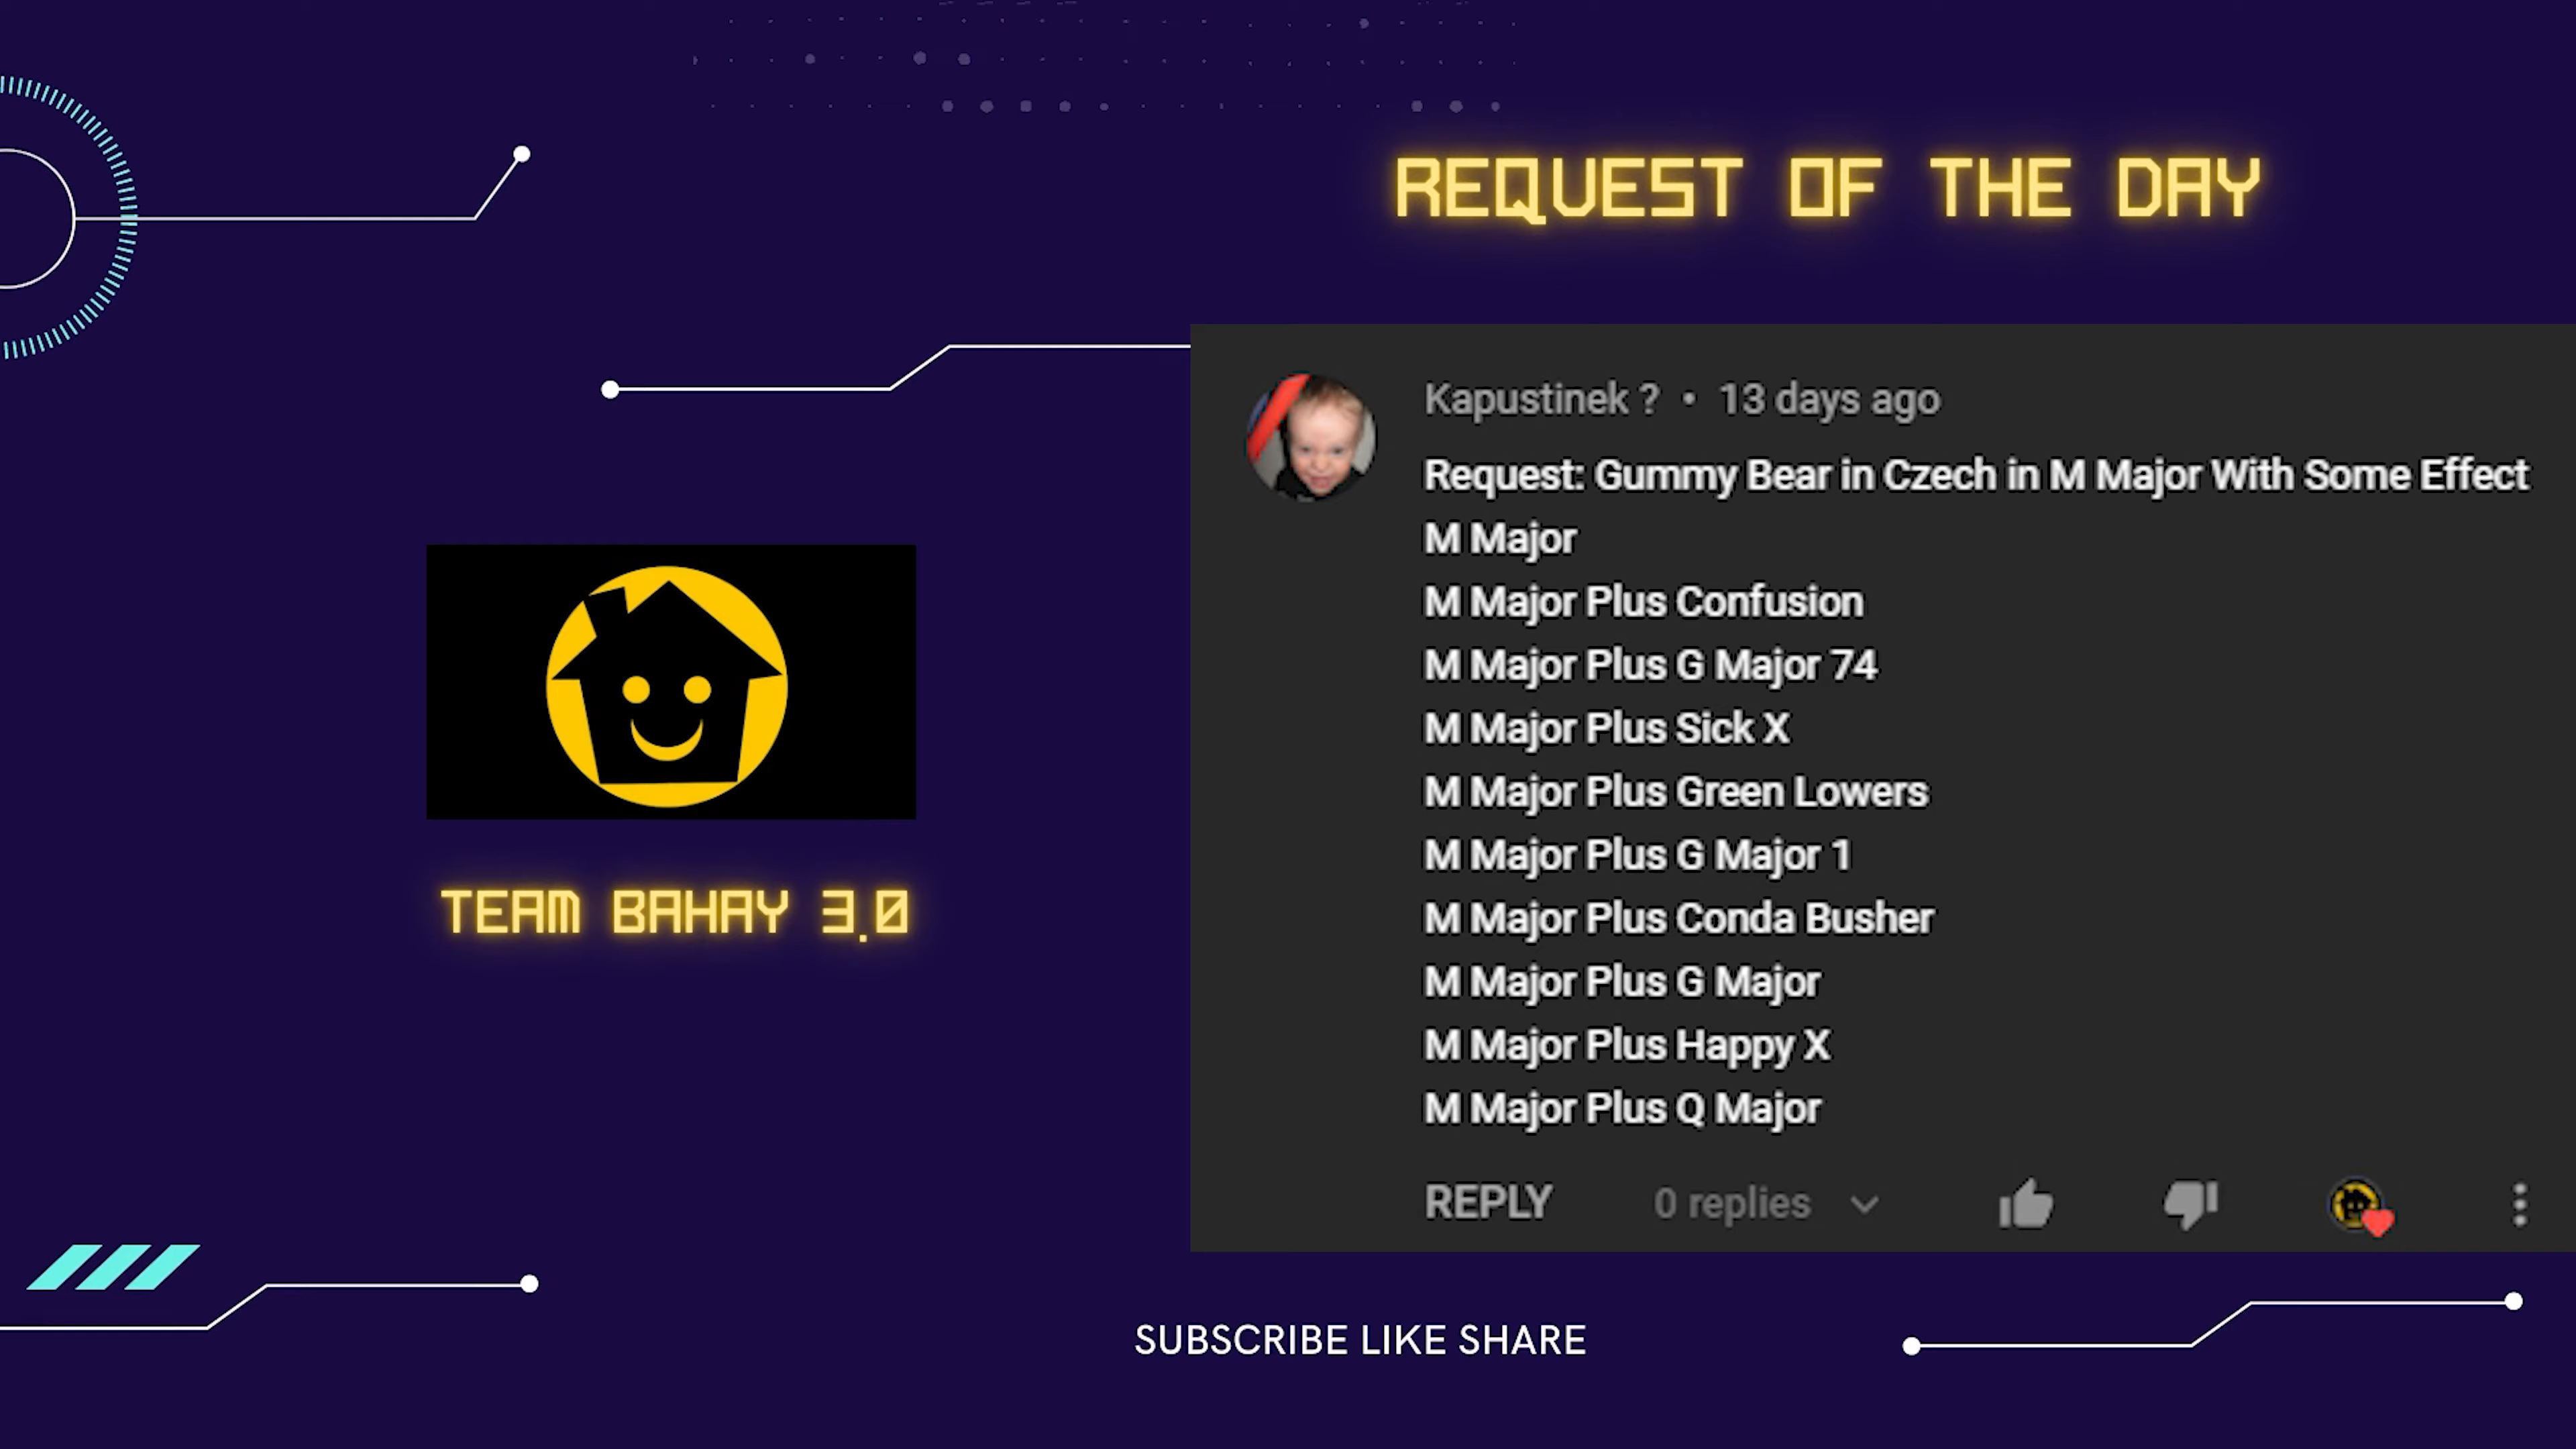 REQUEST OF THE DAY
Kapustinek ? • 13 days ago
Request: Gummy Bear in Czech in M Major With Some Effect
M Major
M Major Plus Confusion
M Major Plus G Major 74
M Major Plus Sick X
M Major Plus Green Lowers
M Major Plus G Major 1
M Major Plus Conda Busher
M Major Plus G Major
M Major Plus Happy X
M Major Plus Q Major
REPLY 0 replies
TEAM BAHAY 3.0
SUBSCRIBE LIKE SHARE